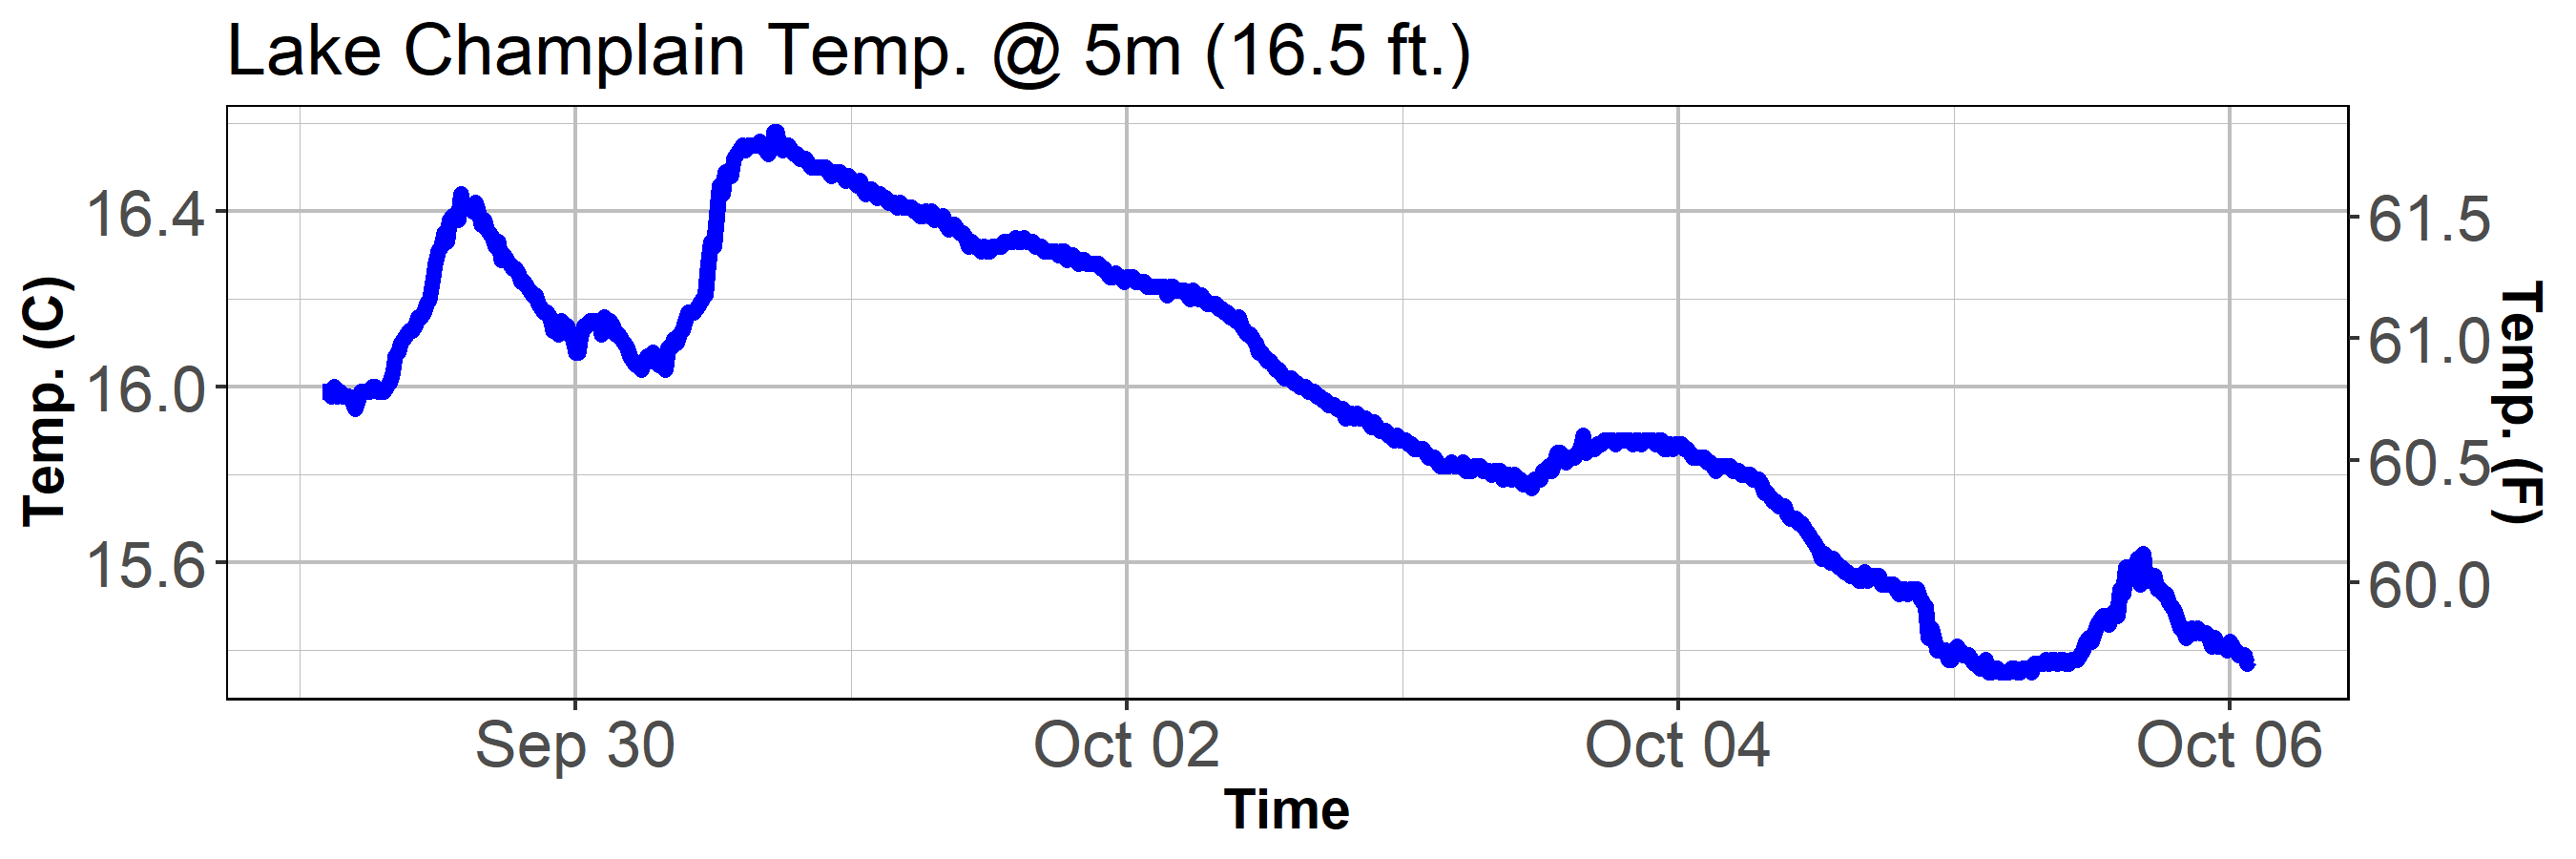 Lake Champlain Temp. @ 5m (16.5 ft.)
Temp. (C)
16.4
16.0
15.6
61.5
61.0
60.5
60.0
Temp. (F)
Sep 30
Oct 02
Oct 04
Oct 06
Time